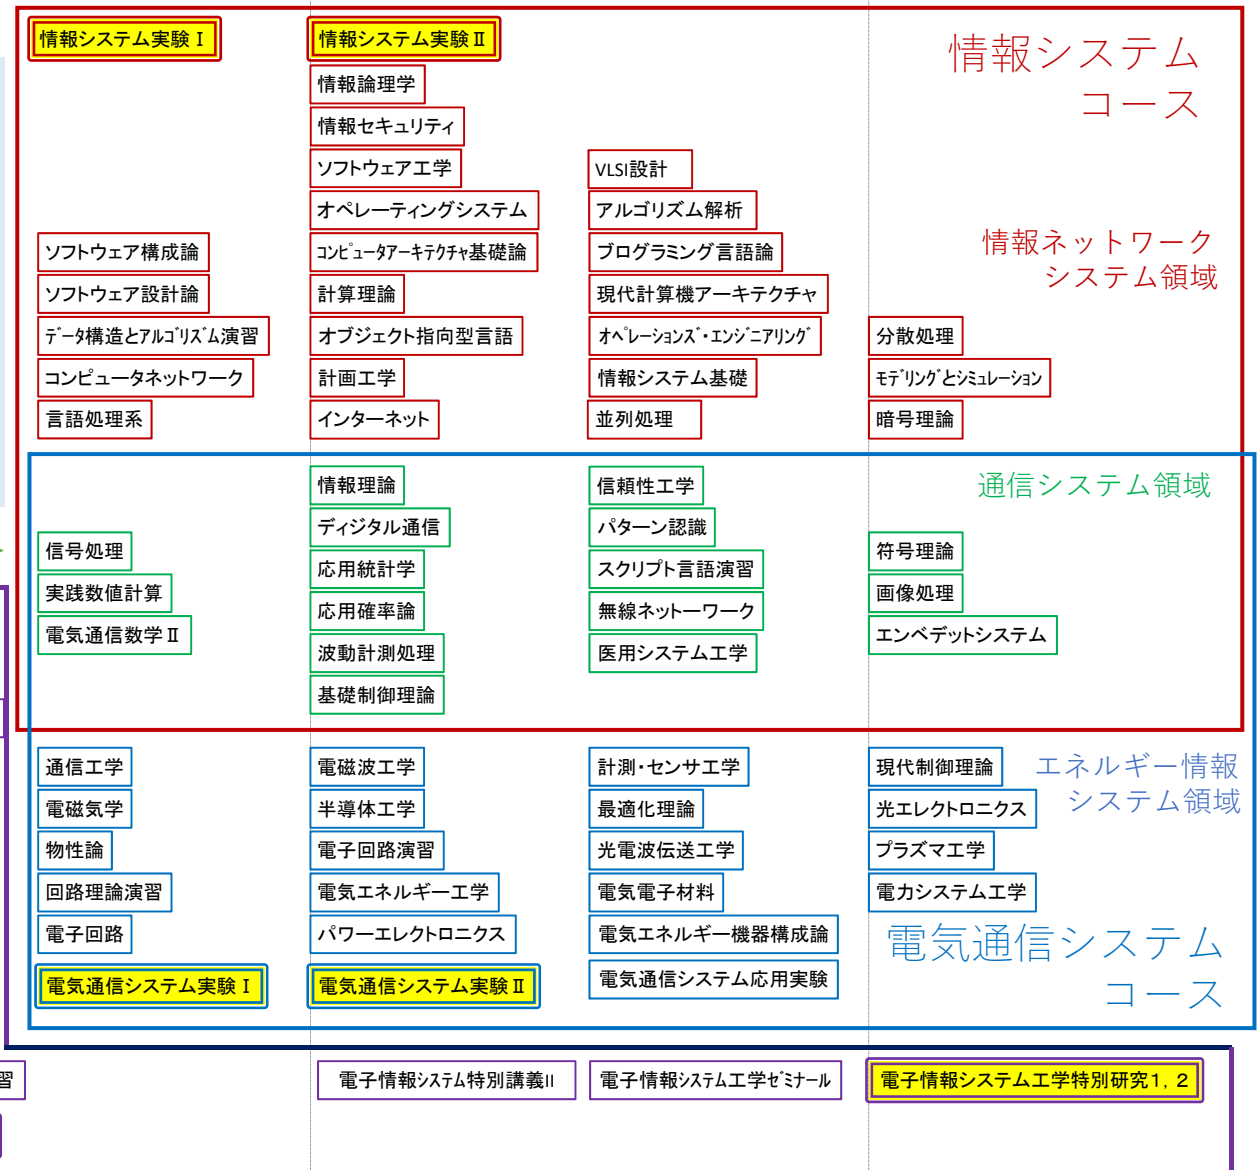 情報システム実験Ⅰ
情報システム実験Ⅱ
情報システム
コース
情報論理学
情報セキュリティ
ソフトウェア工学
VLSI設計
オペレーティングシステム
アルゴリズム解析
情報ネットワーク
システム領域
ソフトウェア構成論
コンピュータアーキテクチャ基礎論
プログラミング言語論
ソフトウェア設計論
計算理論
現代計算機アーキテクチャ
データ構造とアルゴリズム演習
オブジェクト指向型言語
オペレーションズ・エンジニアリング
分散処理
コンピュータネットワーク
計画工学
情報システム基礎
モデリングとシミュレーション
言語処理系
インターネット
並列処理
暗号理論
通信システム領域
情報理論
信頼性工学
ディジタル通信
パターン認識
信号処理
応用統計学
スクリプト言語演習
符号理論
実践数値計算
応用確率論
無線ネットーワーク
画像処理
電気通信数学Ⅱ
波動計測処理
医用システム工学
エンベデットシステム
基礎制御理論
エネルギー情報
システム領域
通信工学
電磁波工学
計測・センサ工学
現代制御理論
電磁気学
半導体工学
最適化理論
光エレクトロニクス
物性論
電子回路演習
光電波伝送工学
プラズマ工学
回路理論演習
電気エネルギー工学
電気電子材料
電力システム工学
電子回路
パワーエレクトロニクス
電気エネルギー機器構成論
電気通信システム
コース
電気通信システム実験Ⅰ
電気通信システム実験Ⅱ
電気通信システム応用実験
習
電子情報システム特別講義II
電子情報システム工学ゼミナール
電子情報システム工学特別研究１，２